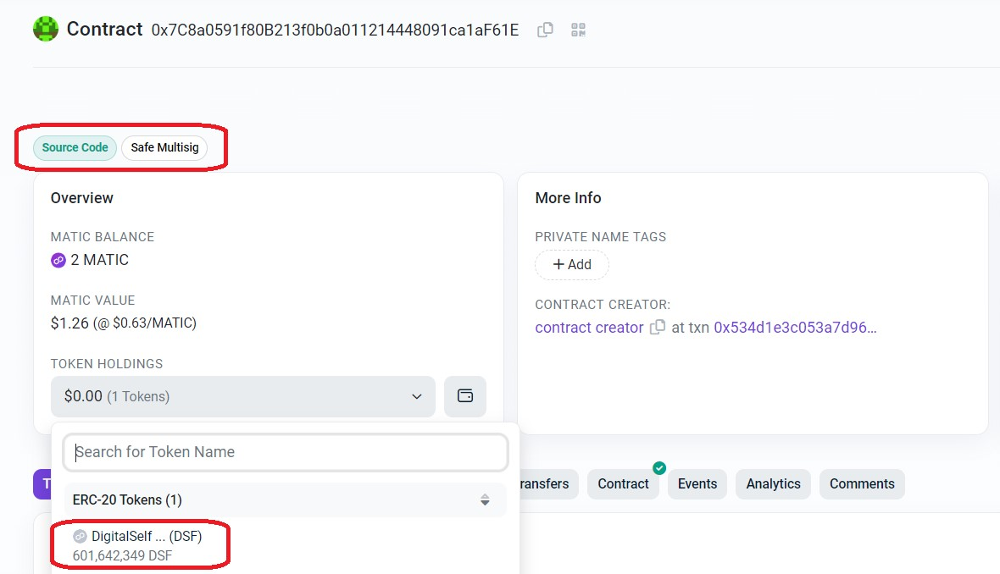 Contract 0x7C8a0591f80B213f0b0a011214448091ca1aF61E
Source Code Safe Multisig
Overview
MATIC BALANCE
2 MATIC
MATIC VALUE
$1.26 (@ $0.63/MATIC)
TOKEN HOLDINGS
$0.00 (1 Tokens)
Search for Token Name
ERC-20 Tokens (1)
DigitalSelf ... (DSF)
601,642,349 DSF
More Info
PRIVATE NAME TAGS
+ Add
CONTRACT CREATOR:
contract creator at txn 0x534d1e3c053a7d96...
T ransfers Contract Events Analytics Comments